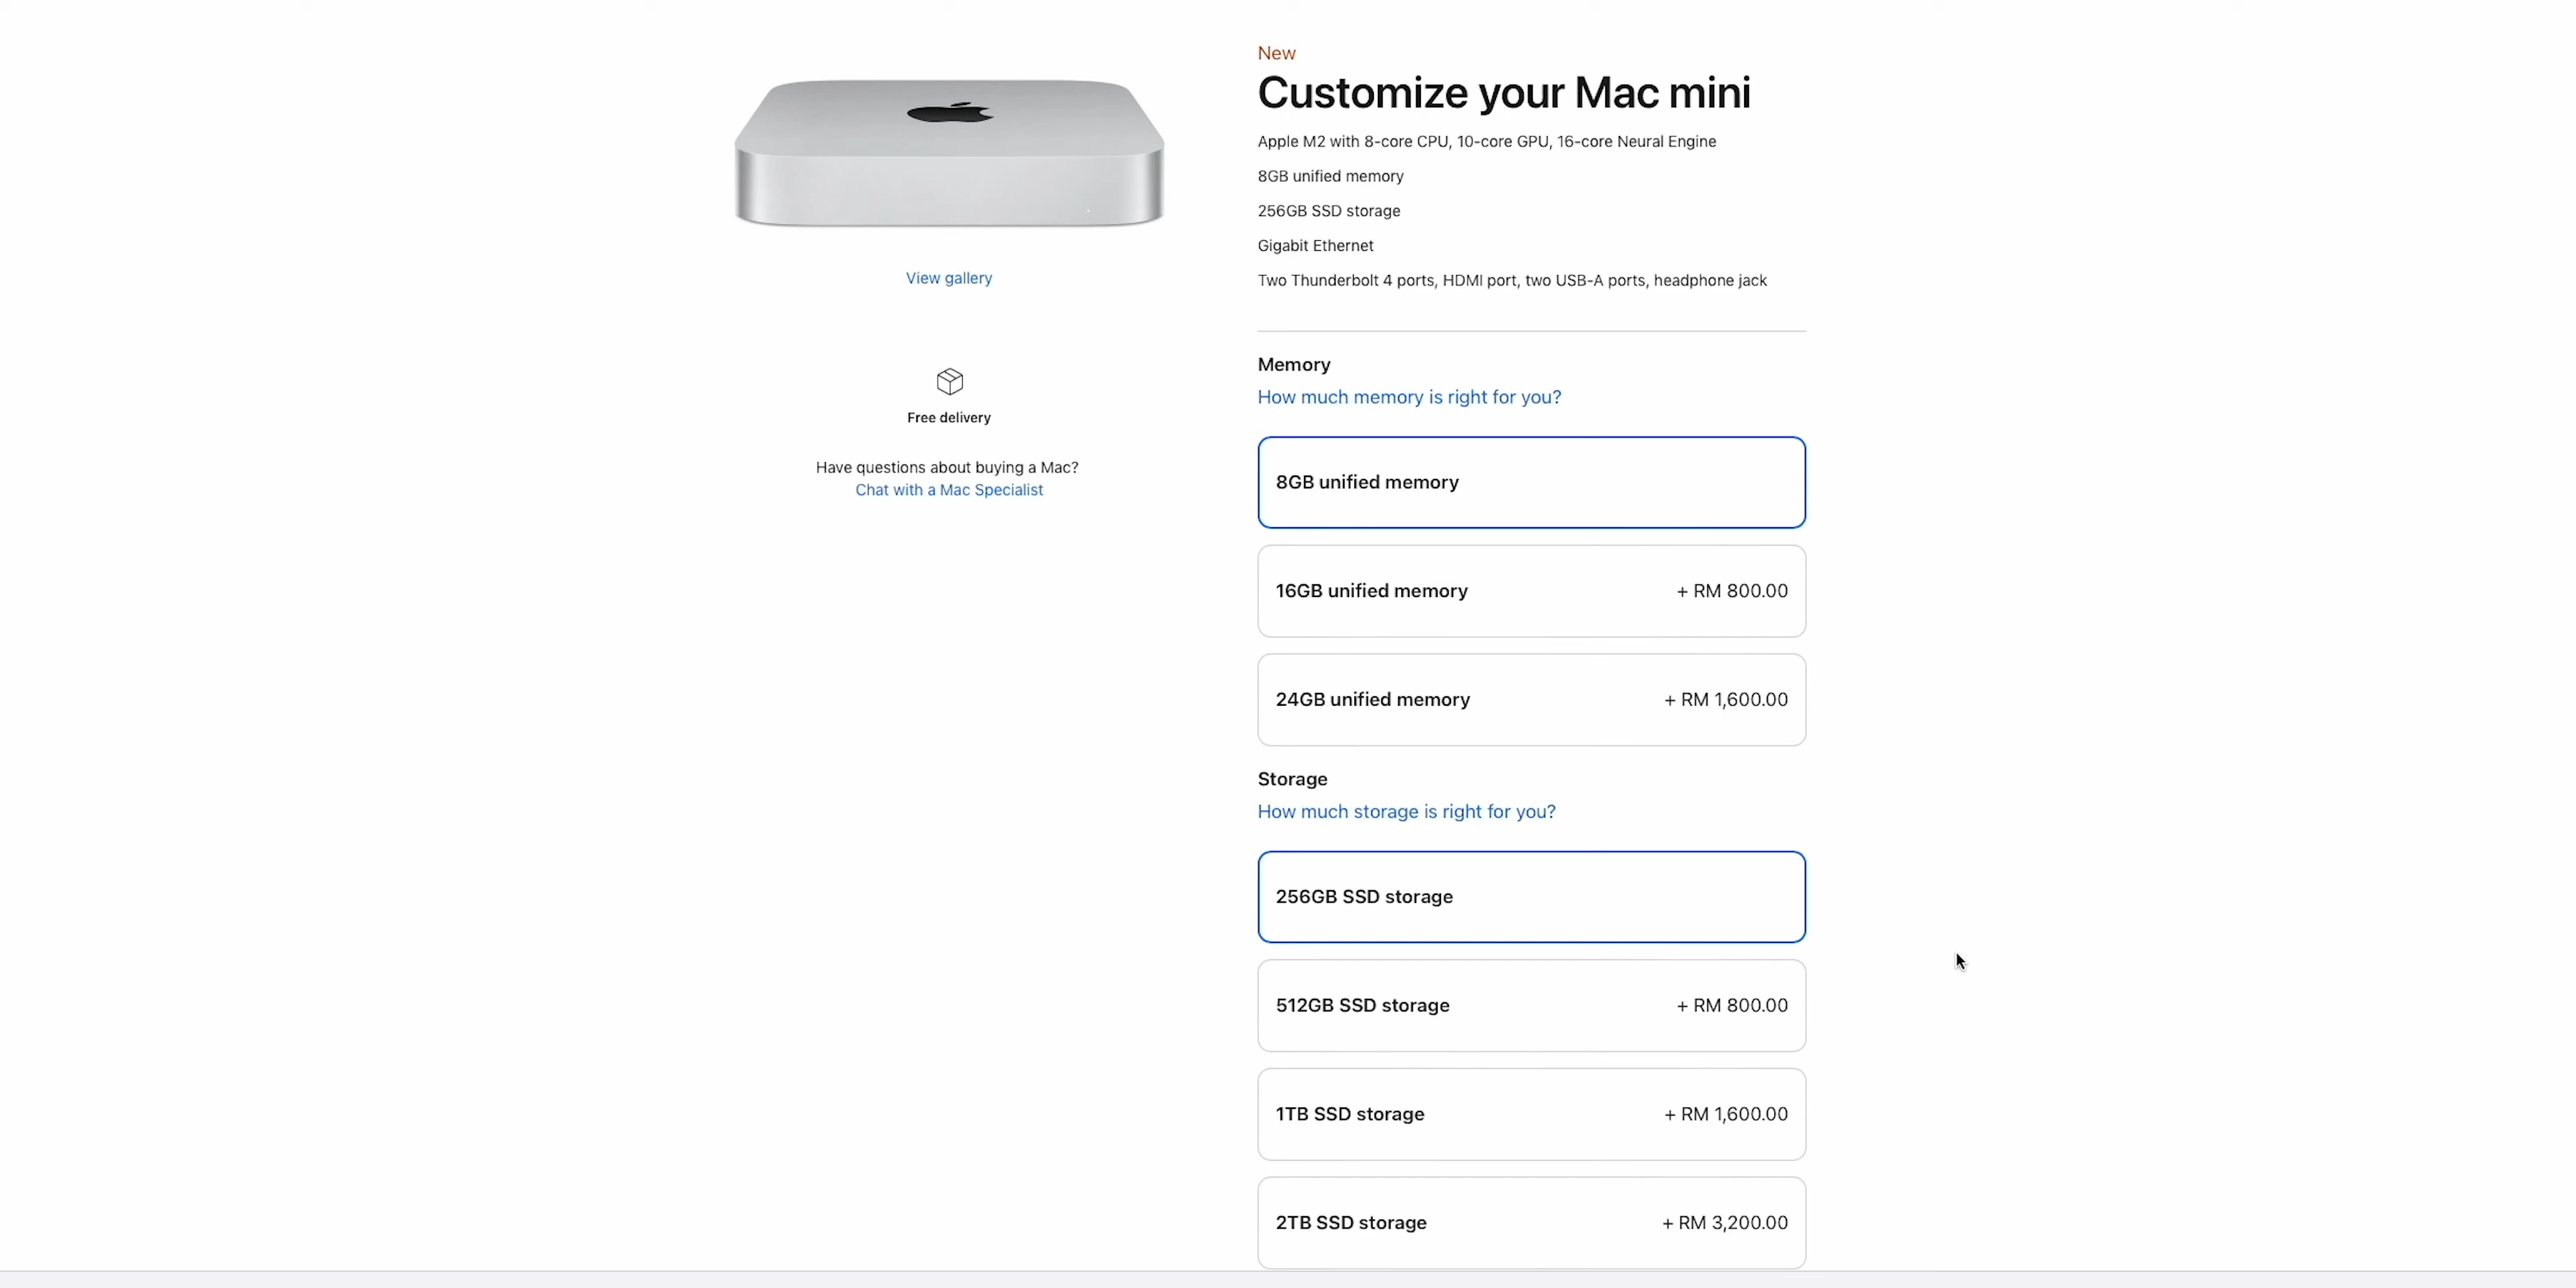 New
Customize your Mac mini
Apple M2 with 8-core CPU, 10-core GPU, 16-core Neural Engine
8GB unified memory
256GB SSD storage
Gigabit Ethernet
Two Thunderbolt 4 ports, HDMI port, two USB-A ports, headphone jack
View gallery
Free delivery
Have questions about buying a Mac?
Chat with a Mac Specialist
Memory
How much memory is right for you?
8GB unified memory
16GB unified memory + RM 800.00
24GB unified memory + RM 1,600.00
Storage
How much storage is right for you?
256GB SSD storage
512GB SSD storage + RM 800.00
1TB SSD storage + RM 1,600.00
2TB SSD storage + RM 3,200.00